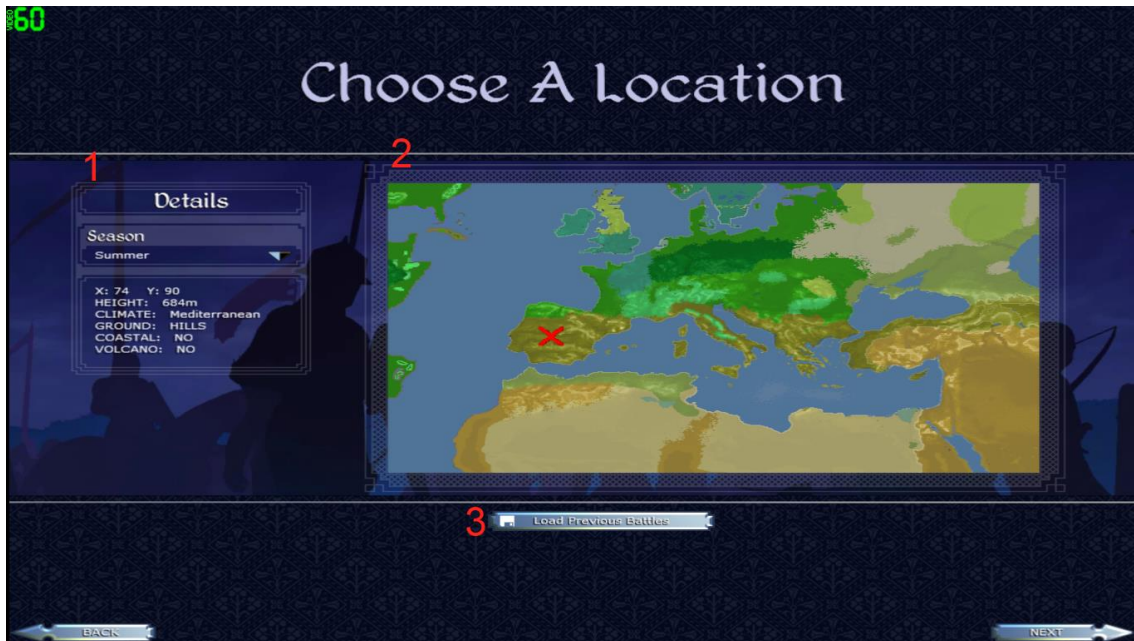 VIDEO 60
Choose A Location
1
2
Details
Season
Summer
X: 74 Y: 90
HEIGHT: 684m
CLIMATE: Mediterranean
GROUND: HILLS
COASTAL: NO
VOLCANO: NO
3
Load Previous Battles
BACK
NEXT